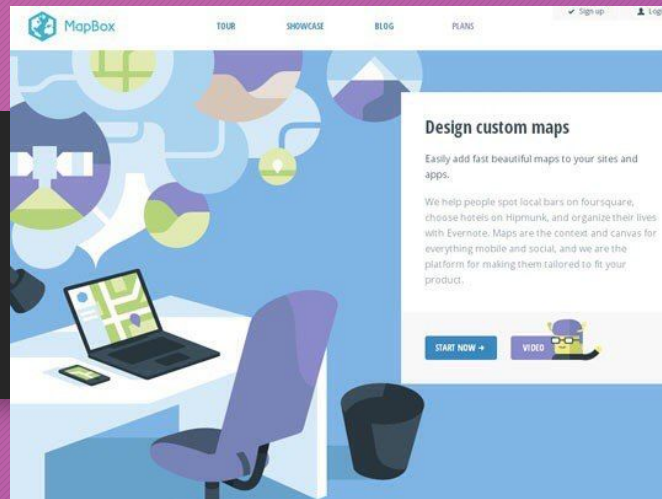 MapBox
TOUR SHOWCASE BLOG PLANS
Sign up
Design custom maps
Easily add fast beautiful maps to your sites and
apps.
We help people spot local bars on foursquare,
choose hotels on Hipmunk, and organize their lives
with Evernote. Maps are the context and canvas for
everything mobile and social, and we are the
platform for making them tailored to fit your
product.
START NOW → VIDEO